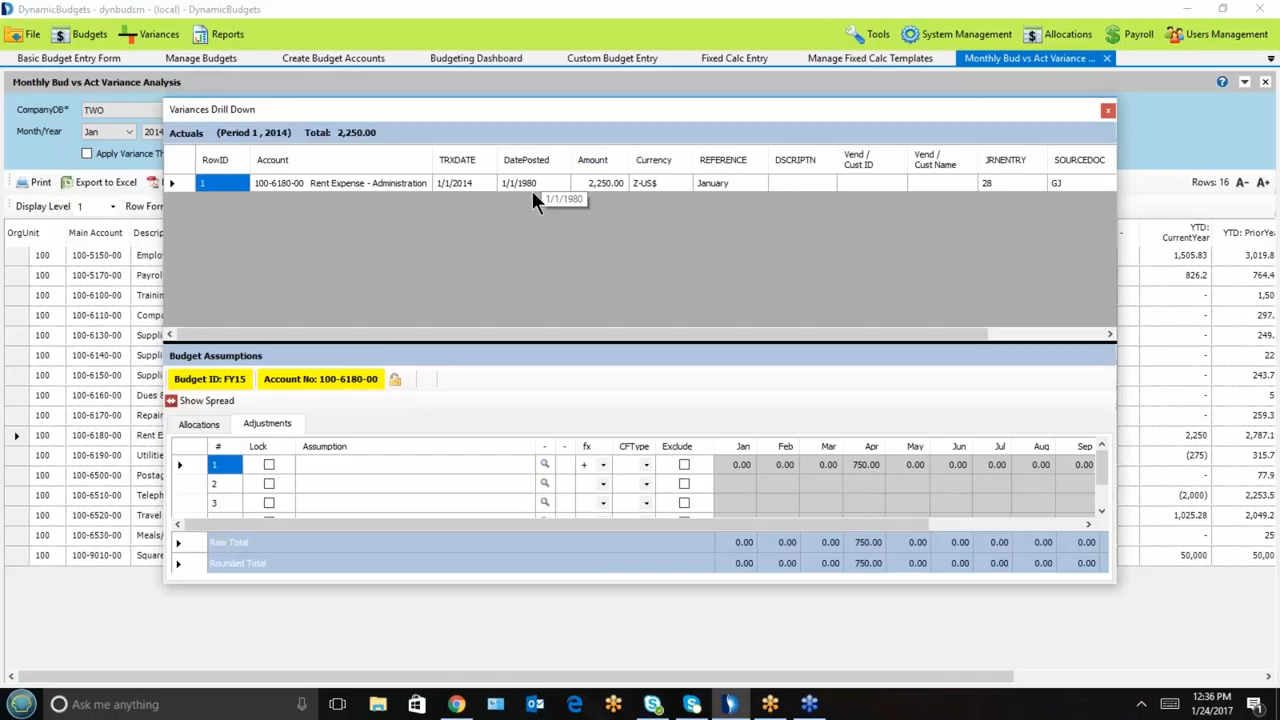 DynamicBudgets - dynbudsm - (local) - DynamicBudgets
File Budgets Variances Reports Tools System Management Allocations Payroll Users Management
Basic Budget Entry Form Manage Budgets Create Budget Accounts Budgeting Dashboard Custom Budget Entry Fixed Calc Entry Manage Fixed Calc Templates Monthly Bud vs Act Variance ... ×
Monthly Bud vs Act Variance Analysis
CompanyDB* TWO
Variances Drill Down
Month/Year Jan 2014
Actuals (Period 1 , 2014) Total: 2,250.00
Apply Variance Th
RowID Account TRXDATE DatePosted Amount Currency REFERENCE DSCRIPTN Vend / Cust ID Vend / Cust Name JRNENTRY SOURCEDOC
1 100-6180-00 Rent Expense - Administration 1/1/2014 1/1/1980 2,250.00 Z-US$ January 28 GJ
1/1/1980
Print Export to Excel Rows: 16 A- A+
Display Level 1 Row Form
OrgUnit Main Account Descrip - YTD: CurrentYear YTD: PriorYea
100 100-5150-00 Employ 1,505.83 3,019.8
100 100-5170-00 Payrol 826.2 764.4
100 100-6100-00 Trainin - 1,50
100 100-6110-00 Compa - 297.
100 100-6130-00 Suppli - 243.
100 100-6140-00 Suppli - 22
100 100-6150-00 Suppli - 243.7
100 100-6160-00 Dues & - 5
100 100-6170-00 Repair - 259.3
100 100-6180-00 Rent E 2,250 2,787.1
100 100-6190-00 Utilitie (275) 315.7
100 100-6500-00 Postag - 77.9
100 100-6510-00 Teleph (2,000) 2,253.5
100 100-6520-00 Travel 1,025.28 2,049.2
100 100-6530-00 Meals/ - 25
100 100-9010-00 Square 50,000 50,00
Budget Assumptions
Budget ID: FY15 Account No: 100-6180-00
Show Spread
Allocations Adjustments
# Lock Assumption - - fx CFType Exclude Jan Feb Mar Apr May Jun Jul Aug Sep
1 + 0.00 0.00 0.00 750.00 0.00 0.00 0.00 0.00 0.00
2
3
Raw Total 0.00 0.00 0.00 750.00 0.00 0.00 0.00 0.00 0.00
Rounded Total 0.00 0.00 0.00 750.00 0.00 0.00 0.00 0.00 0.00
Ask me anything
12:36 PM
1/24/2017